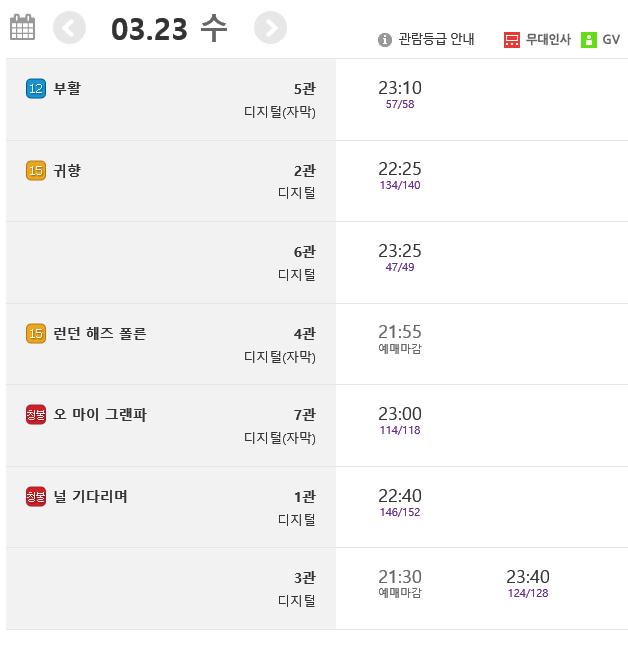 03.23 수
관람등급 안내 무대인사 GV
12 부활 5관 23:10
디지털(자막) 57/58
15 귀향 2관 22:25
디지털 134/140
6관 23:25
디지털 47/49
15 런던 해즈 폴른 4관 21:55
디지털(자막) 예매마감
청불 오 마이 그랜파 7관 23:00
디지털(자막) 114/118
청불 널 기다리며 1관 22:40
디지털 146/152
3관 21:30 23:40
디지털 예매마감 124/128